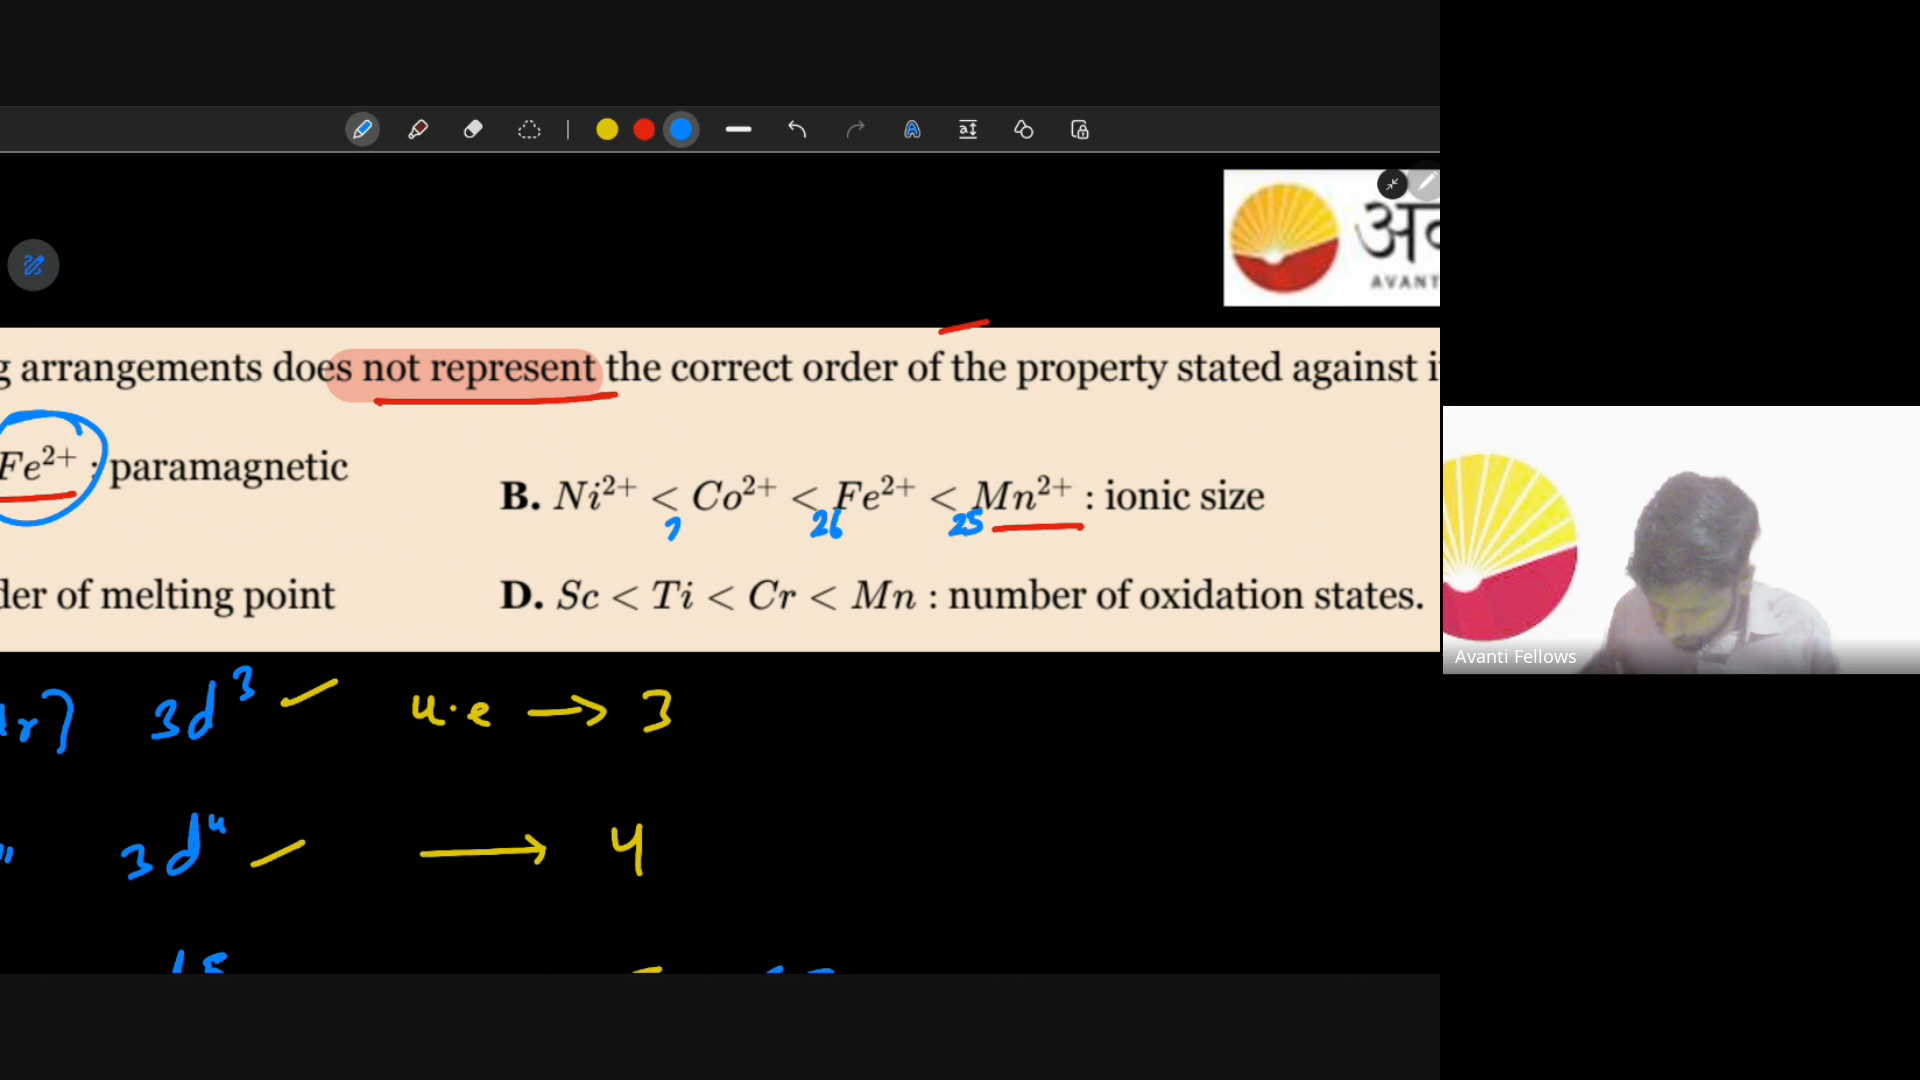 अव
AVANT
arrangements does not represent the correct order of the property stated against i
Fe²⁺ : paramagnetic
B. Ni²⁺ < Co²⁺ < Fe²⁺ < Mn²⁺ : ionic size
26 25
der of melting point
D. Sc < Ti < Cr < Mn : number of oxidation states.
3d³ u.e → 3
" 3d⁴ → 4
Avanti Fellows